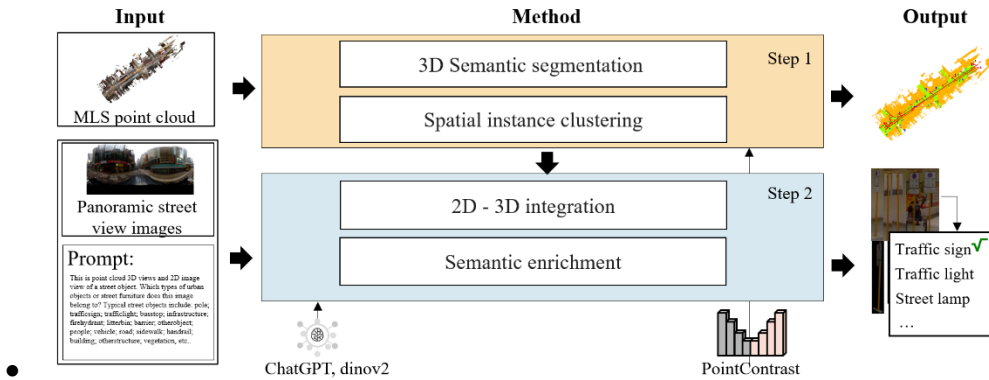 Input
Method
Output
MLS point cloud
3D Semantic segmentation
Step 1
Spatial instance clustering
Panoramic street
view images
2D - 3D integration
Step 2
Semantic enrichment
Prompt:
This is point cloud 3D views and 2D image
view of a street object. Which types of urban
objects or street furniture does this image
belong to? Typical street objects include: pole;
trafficsign; trafficlight; busstop; infrastructure;
firehydrant; litterbin; barrier; otherobject;
people; vehicle; road; sidewalk; handrail;
building; otherstructure; vegetation, etc..
Traffic sign√
Traffic light
Street lamp
…
ChatGPT, dinov2
PointContrast